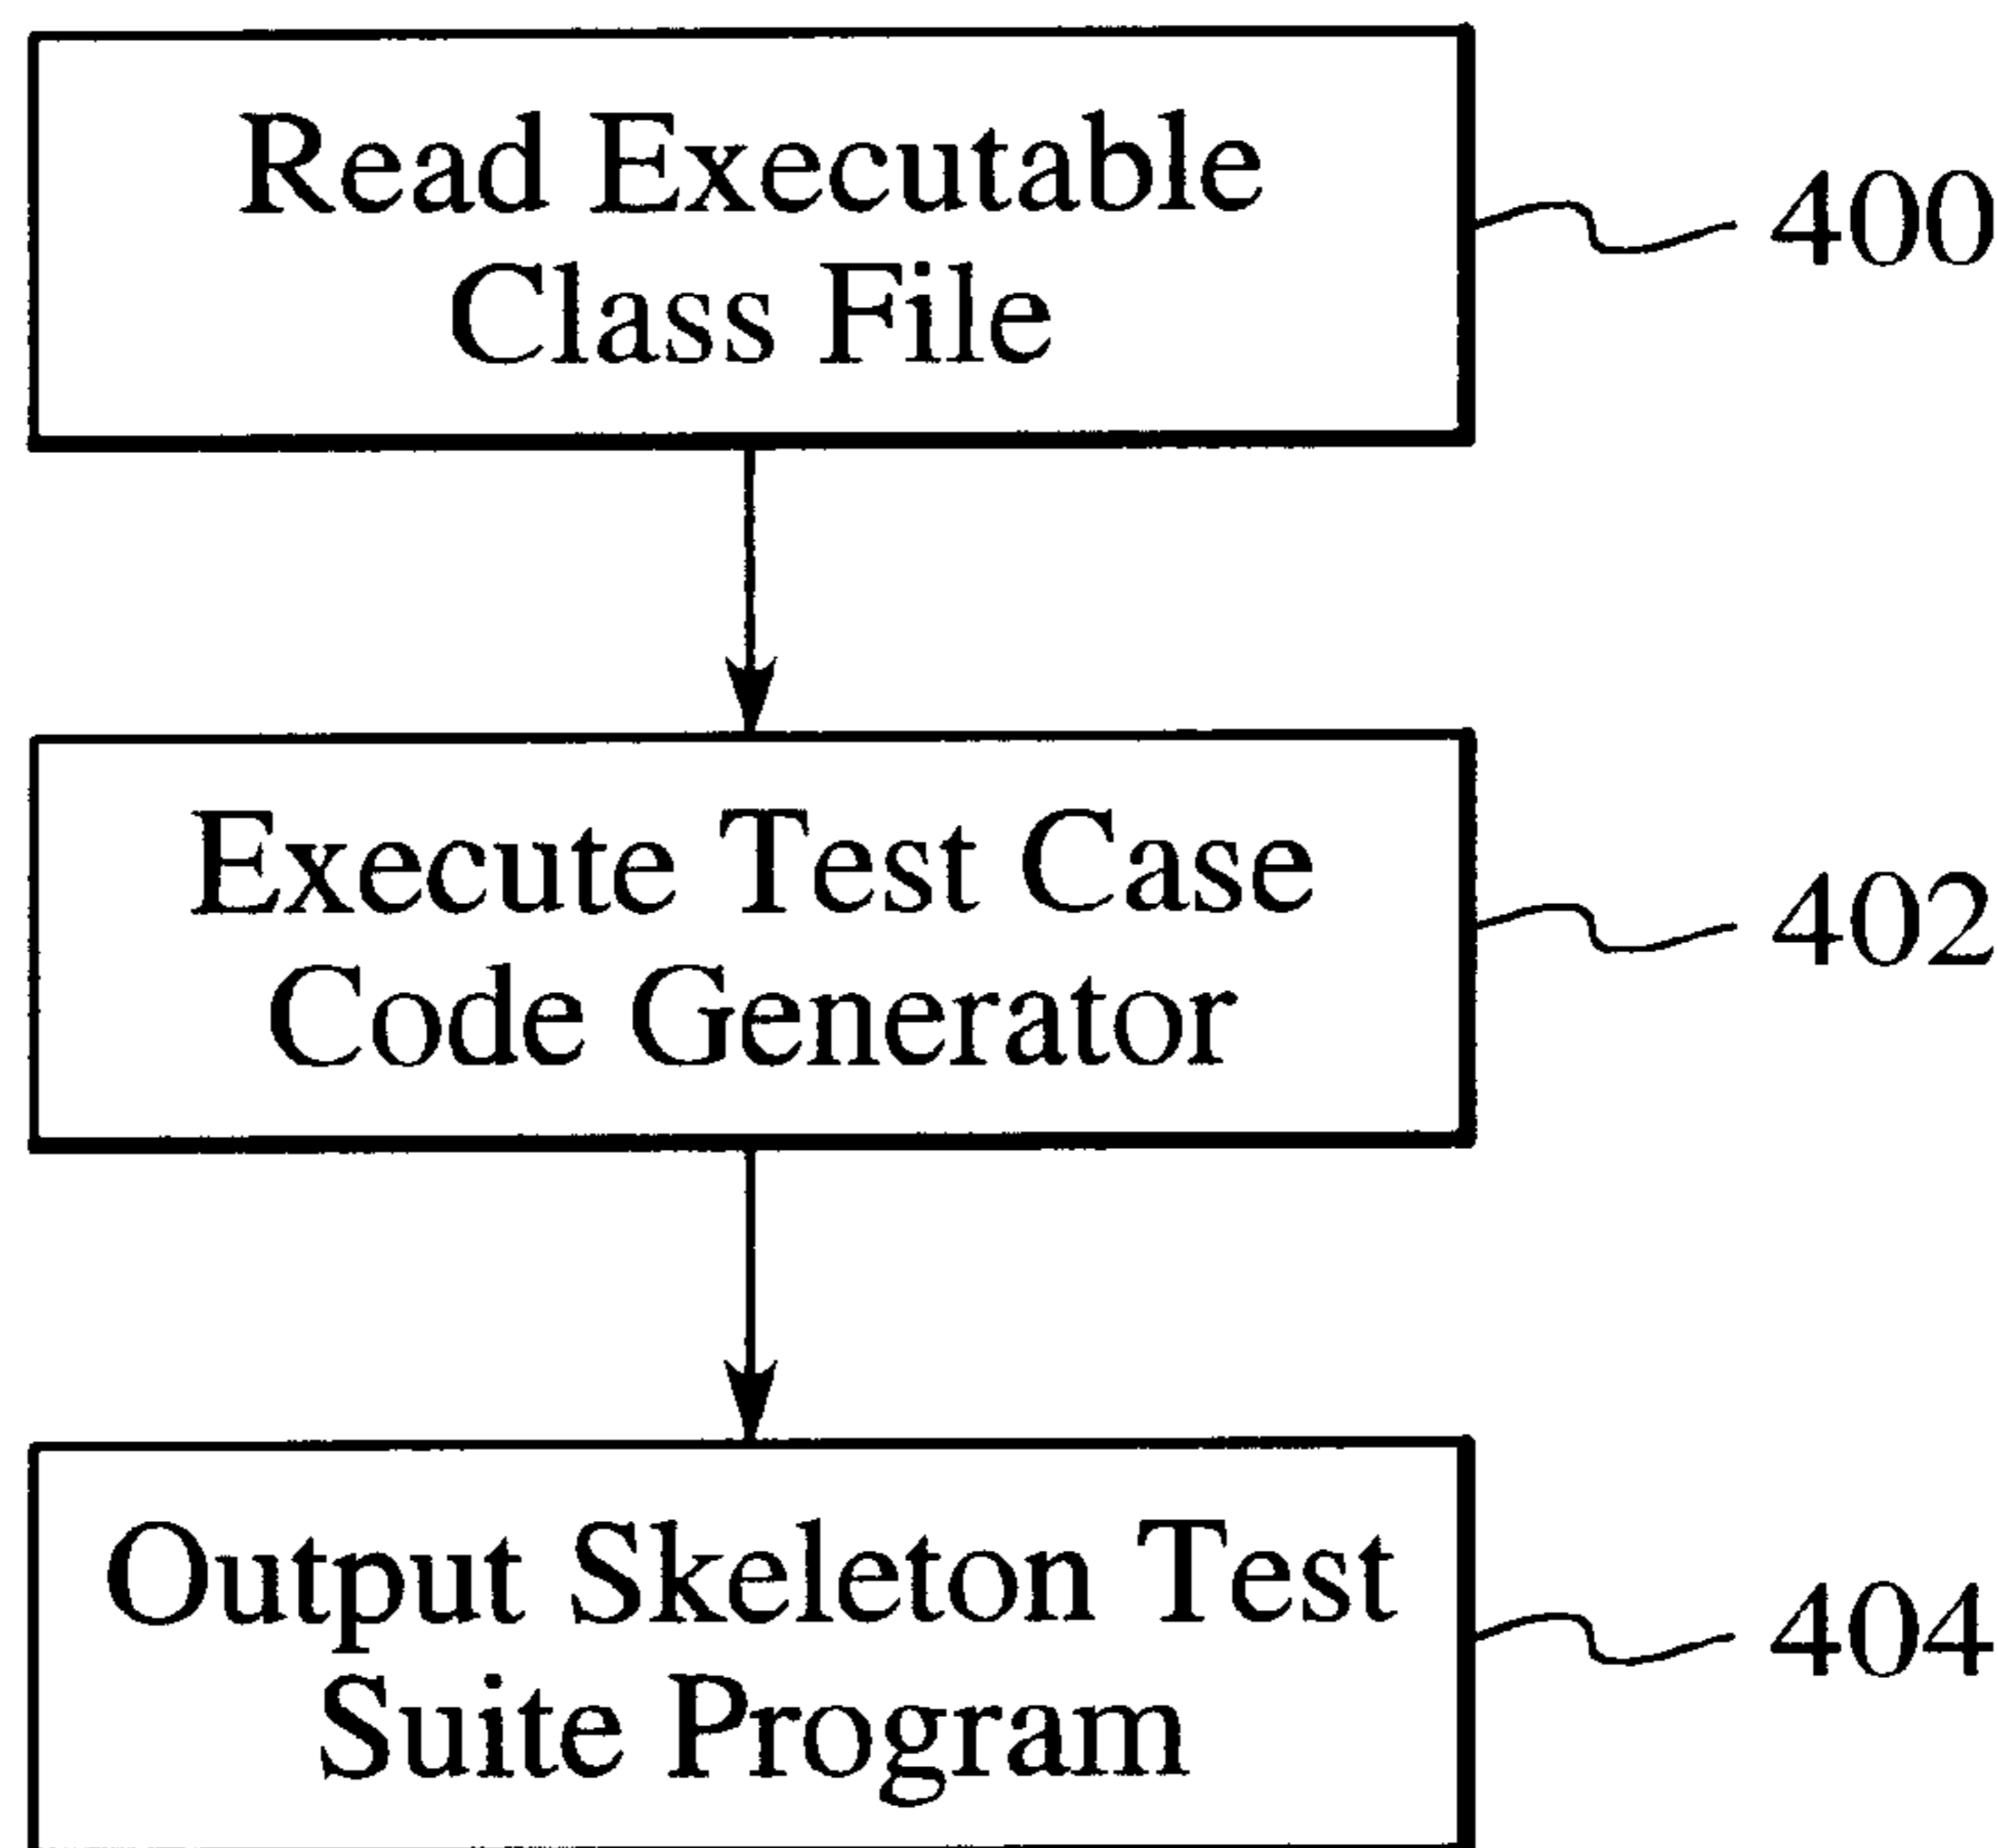 Read Executable
Class File
400
Execute Test Case
Code Generator
402
Output Skeleton Test
Suite Program
404